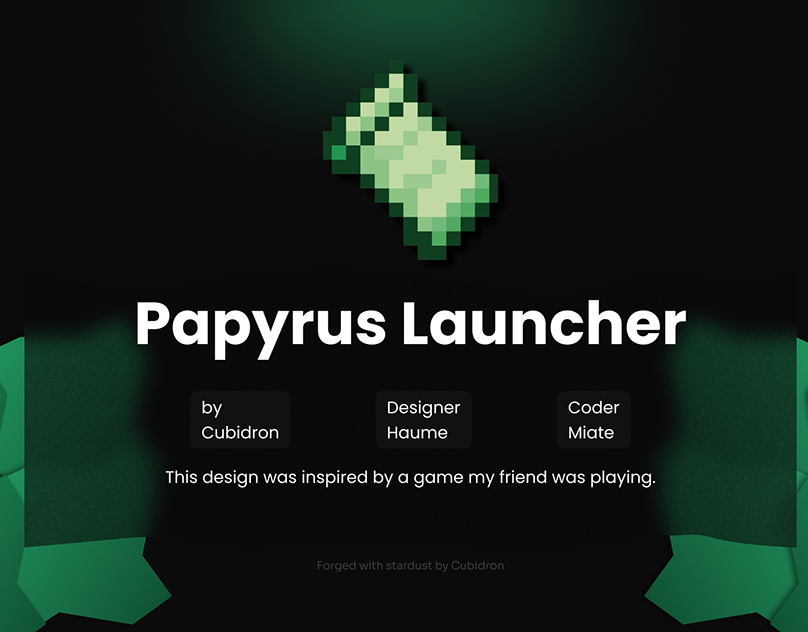 Papyrus Launcher
by
Cubidron
Designer
Haume
Coder
Miate
This design was inspired by a game my friend was playing.
Forged with stardust by Cubidron